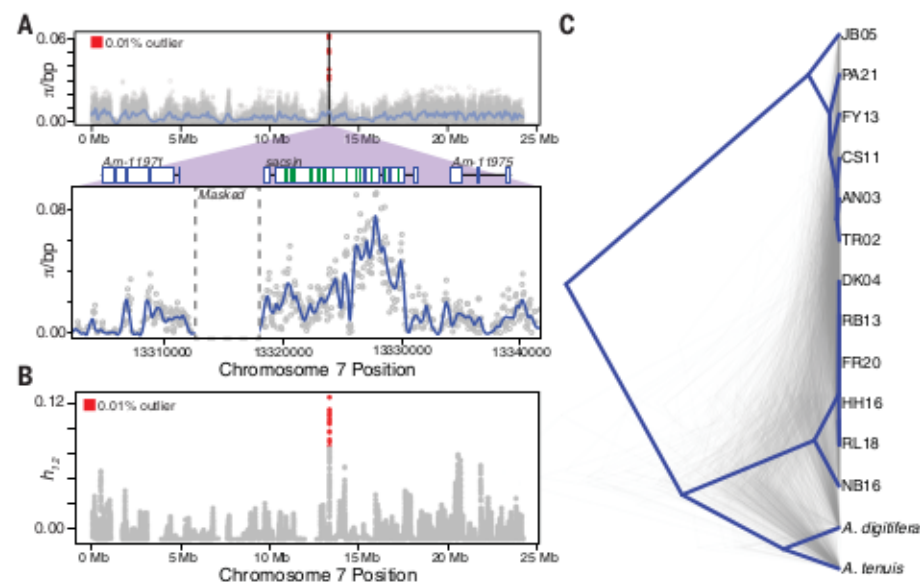 A
0.06
0.01% outlier
π/bp
0.00
0 Mb 5 Mb 10 Mb 15 Mb 20 Mb 25 Mb
Am-11971 sacsin Am-11975
Masked
0.08
π/bp
0.00
13310000 13320000 13330000 13340000
Chromosome 7 Position
B
0.12
0.01% outlier
h₁,₂
0.00
0 Mb 5 Mb 10 Mb 15 Mb 20 Mb 25 Mb
Chromosome 7 Position
C
JB05
PA21
FY13
CS11
AN03
TR02
DK04
RB13
FR20
HH16
RL18
NB16
A. digitifera
A. tenuis